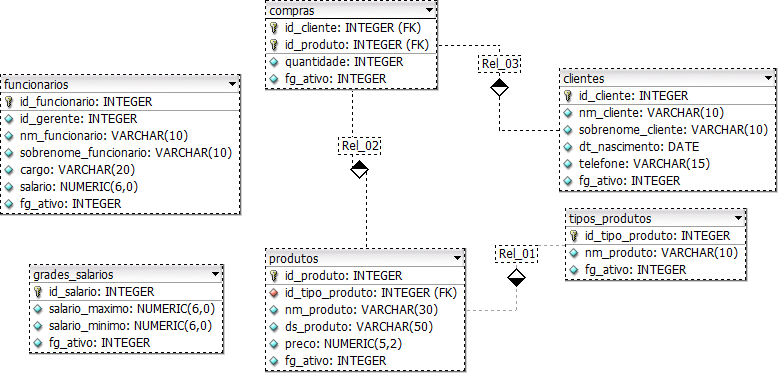 compras
id_cliente: INTEGER (FK)
id_produto: INTEGER (FK)
quantidade: INTEGER
fg_ativo: INTEGER
Rel_03
funcionarios
id_funcionario: INTEGER
id_gerente: INTEGER
nm_funcionario: VARCHAR(10)
sobrenome_funcionario: VARCHAR(10)
cargo: VARCHAR(20)
salario: NUMERIC(6,0)
fg_ativo: INTEGER
clientes
id_cliente: INTEGER
nm_cliente: VARCHAR(10)
sobrenome_cliente: VARCHAR(10)
dt_nascimento: DATE
telefone: VARCHAR(15)
fg_ativo: INTEGER
Rel_02
tipos_produtos
id_tipo_produto: INTEGER
nm_produto: VARCHAR(10)
fg_ativo: INTEGER
Rel_01
produtos
id_produto: INTEGER
id_tipo_produto: INTEGER (FK)
nm_produto: VARCHAR(30)
ds_produto: VARCHAR(50)
preco: NUMERIC(5,2)
fg_ativo: INTEGER
grades_salarios
id_salario: INTEGER
salario_maximo: NUMERIC(6,0)
salario_minimo: NUMERIC(6,0)
fg_ativo: INTEGER